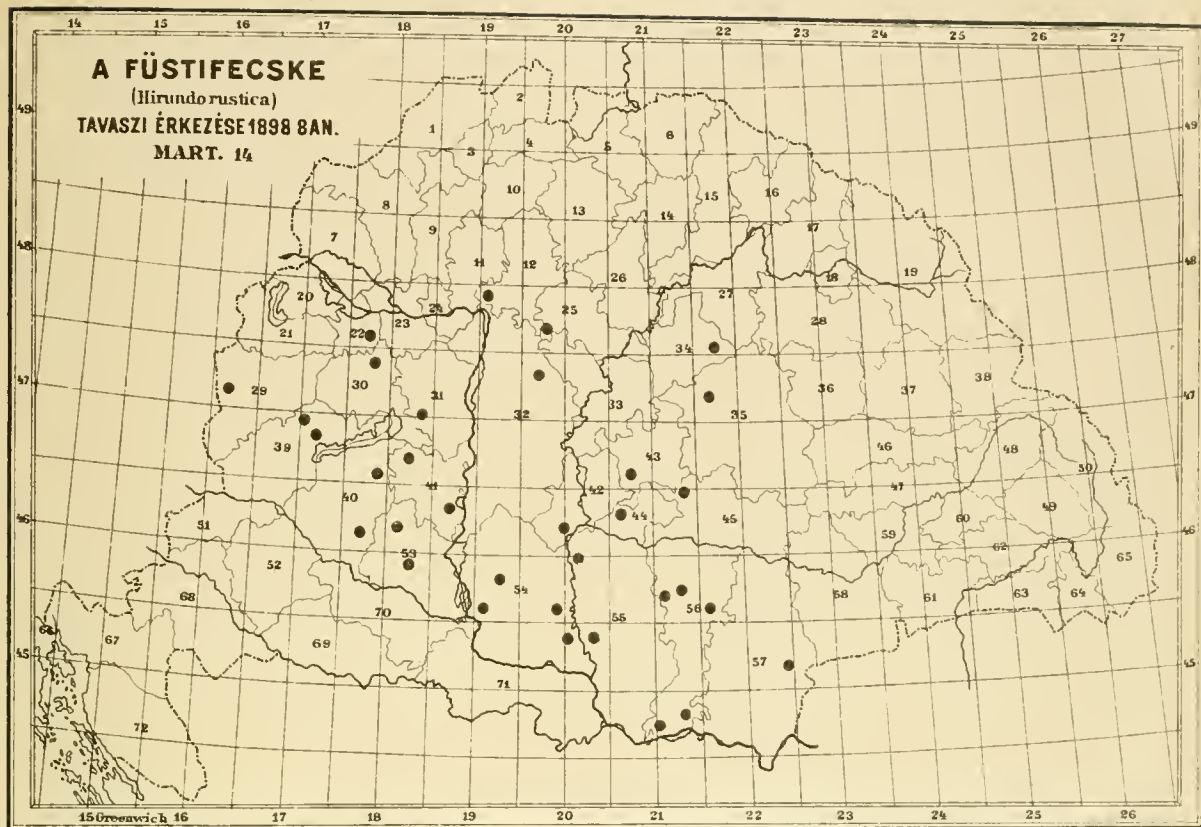 14 15 16 17 18 19 20 21 22 23 24 25 26 27
A FÜSTIFECSKE
(Hirundo rustica)
TAVASZI ÉRKEZÉSE 1898 8AN.
MART. 14
49 49
2
1 3 4 5 6
8 10 13 14 15 16 17
7 9
48 48
11 12 26 18 19
20 27
21 22 23 24 25 28
34
29 30 31 32 33 35 36 37 38
47 47
39 43 46 48 50
40 41 42 44 45 47 49
46 46
51 52 53 59 60 62 65
54 55 56 58 61 63 64
68 70
66 67 69 57
45 45
71
72
15 Greenwich 16 17 18 19 20 21 22 23 24 25 26